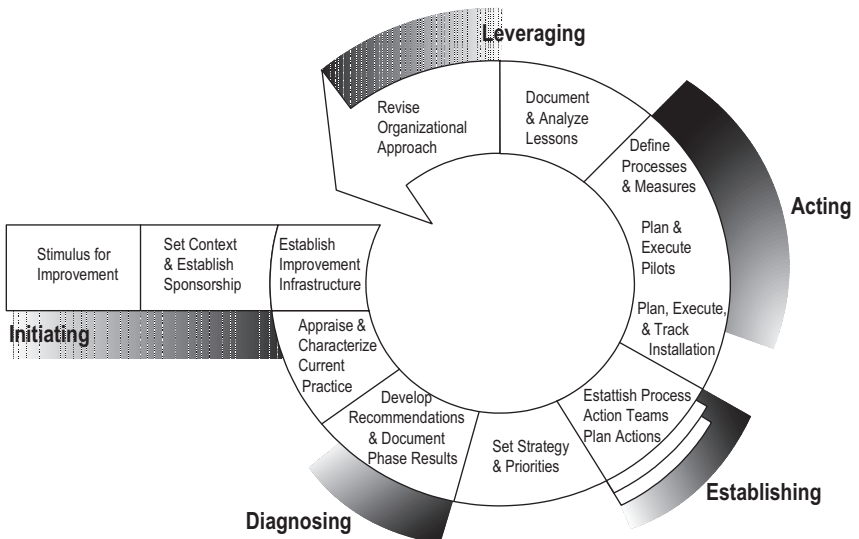 Leveraging
Revise
Organizational
Approach
Document
& Analyze
Lessons
Define
Processes
& Measures
Acting
Plan &
Execute
Pilots
Plan, Execute,
& Track
Installation
Stimulus for
Improvement
Set Context
& Establish
Sponsorship
Establish
Improvement
Infrastructure
Initiating
Appraise &
Characterize
Current
Practice
Develop
Recommendations
& Document
Phase Results
Set Strategy
& Priorities
Estattish Process
Action Teams
Plan Actions
Establishing
Diagnosing